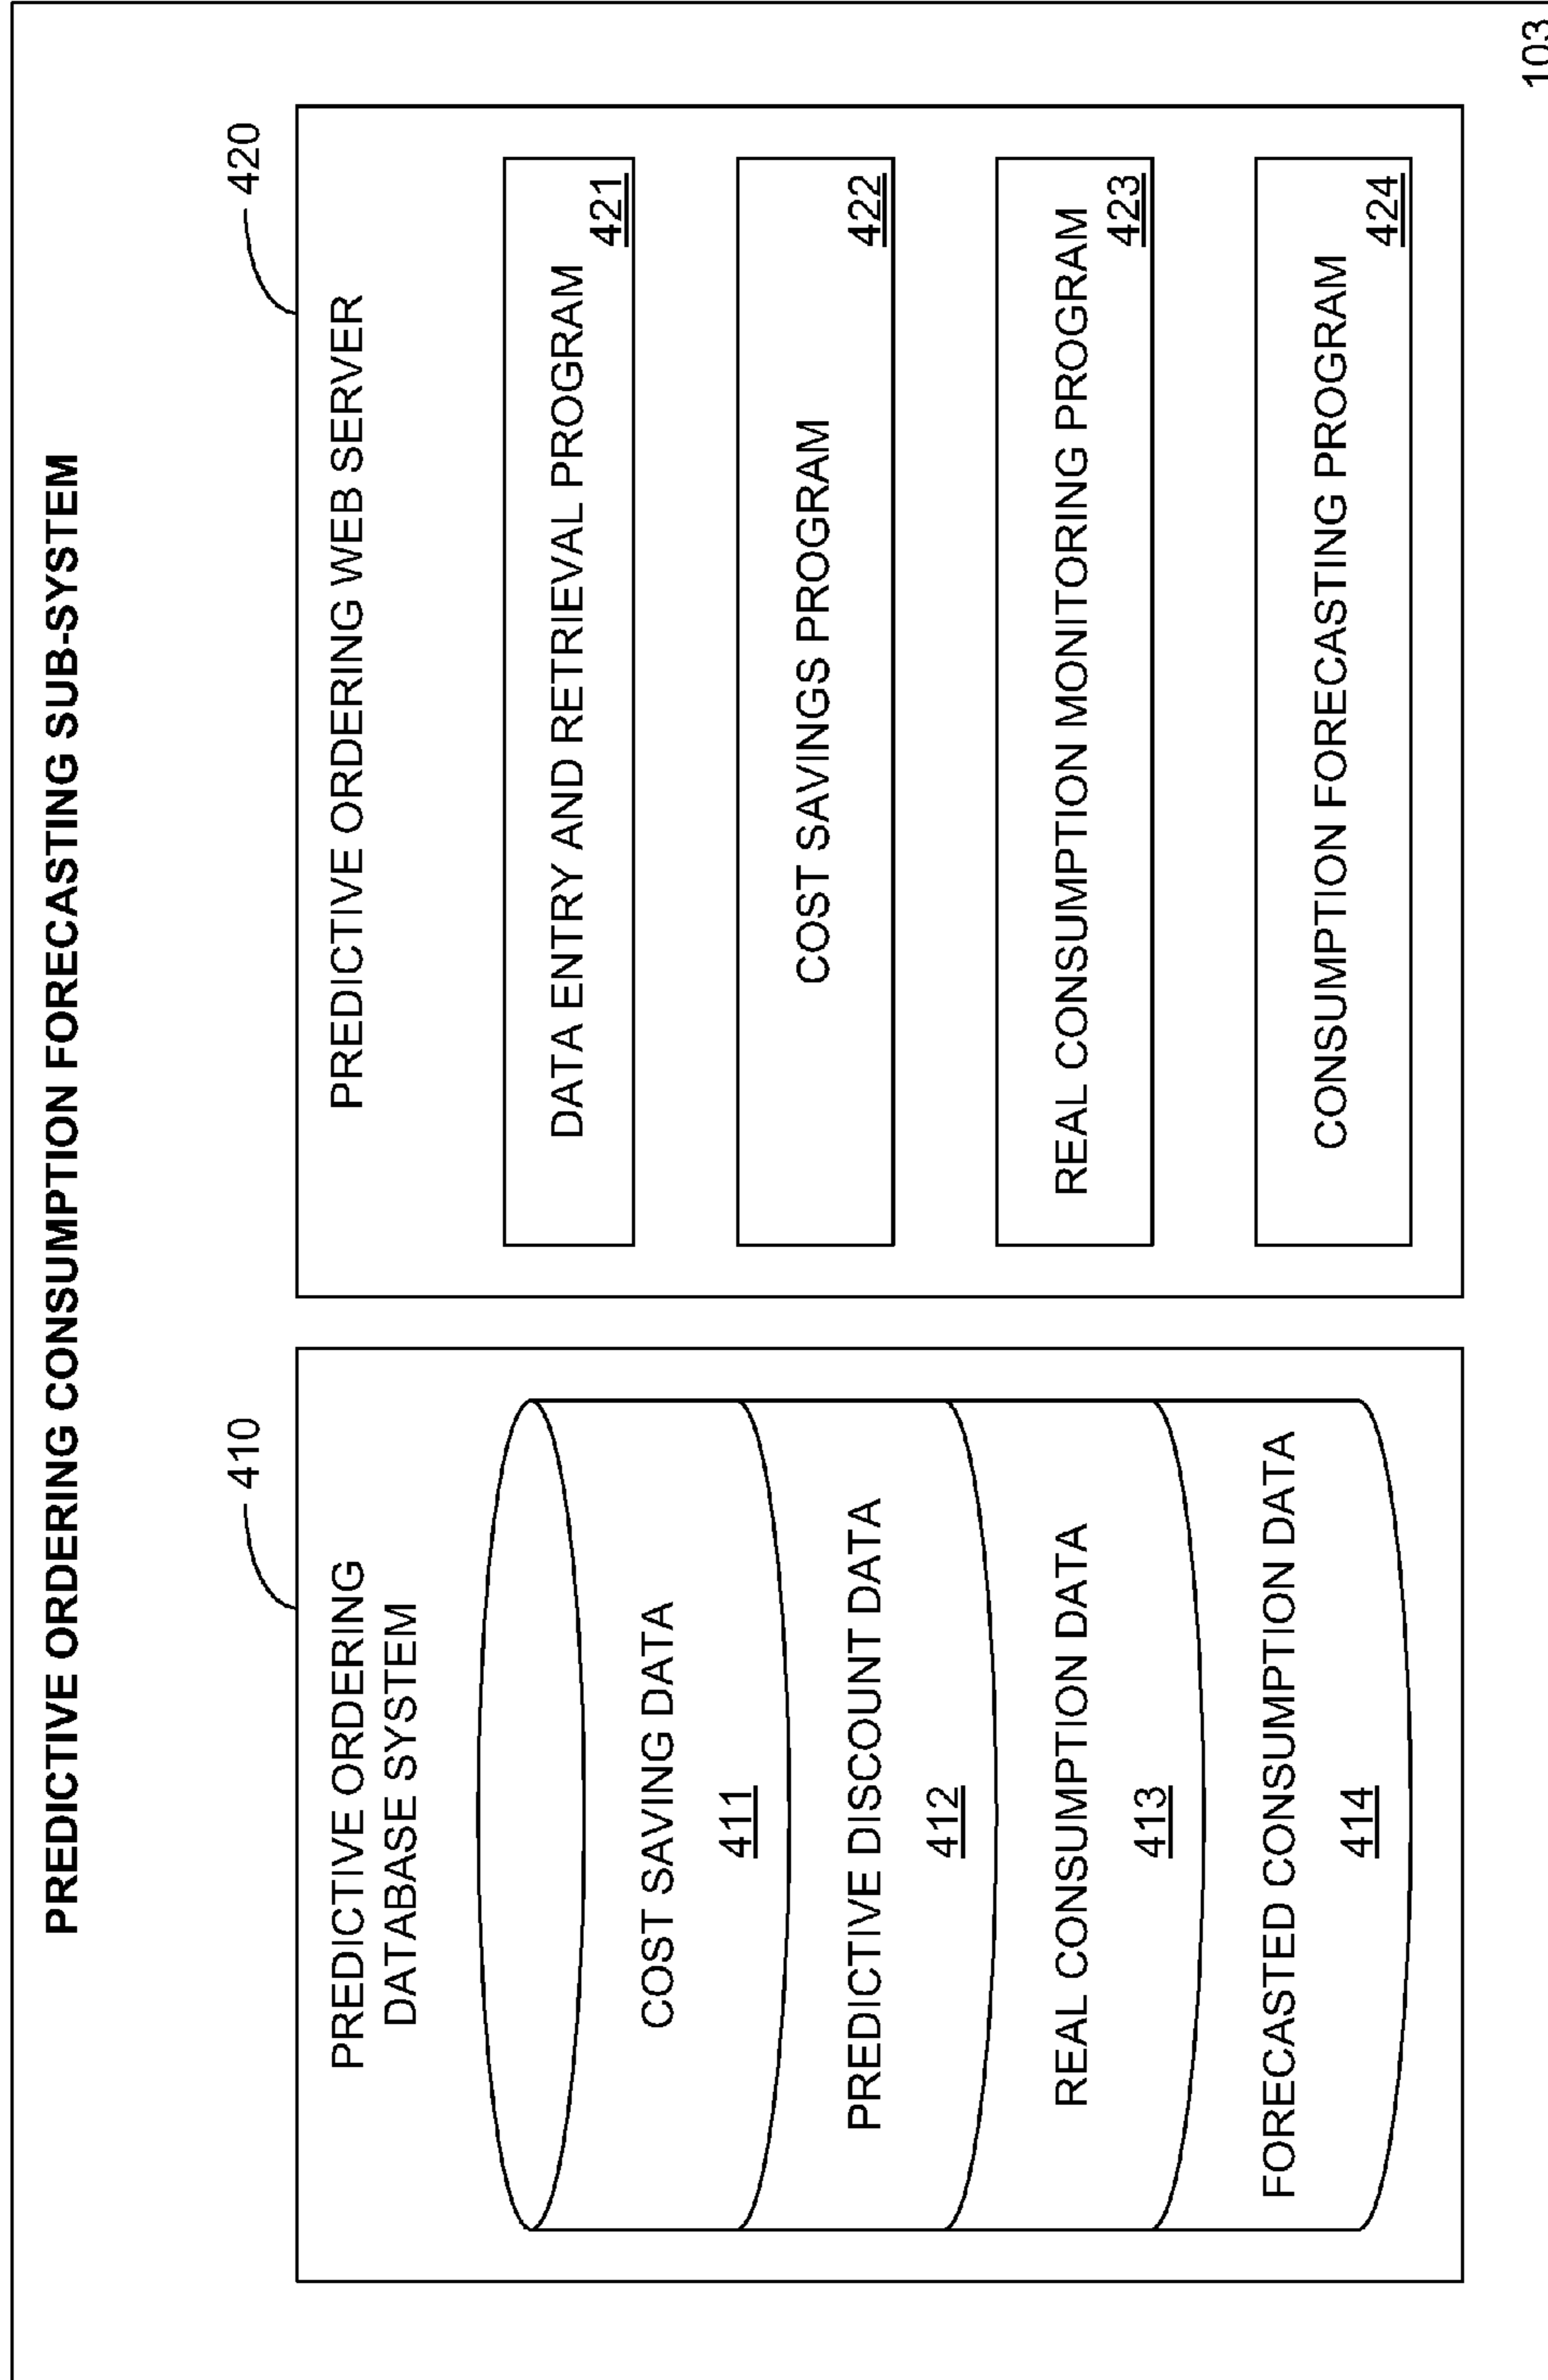 PREDICTIVE ORDERING CONSUMPTION FORECASTING SUB-SYSTEM
410
PREDICTIVE ORDERING
DATABASE SYSTEM
COST SAVING DATA
411
PREDICTIVE DISCOUNT DATA
412
REAL CONSUMPTION DATA
413
FORECASTED CONSUMPTION DATA
414
420
PREDICTIVE ORDERING WEB SERVER
DATA ENTRY AND RETRIEVAL PROGRAM
421
COST SAVINGS PROGRAM
422
REAL CONSUMPTION MONITORING PROGRAM
423
CONSUMPTION FORECASTING PROGRAM
424
103